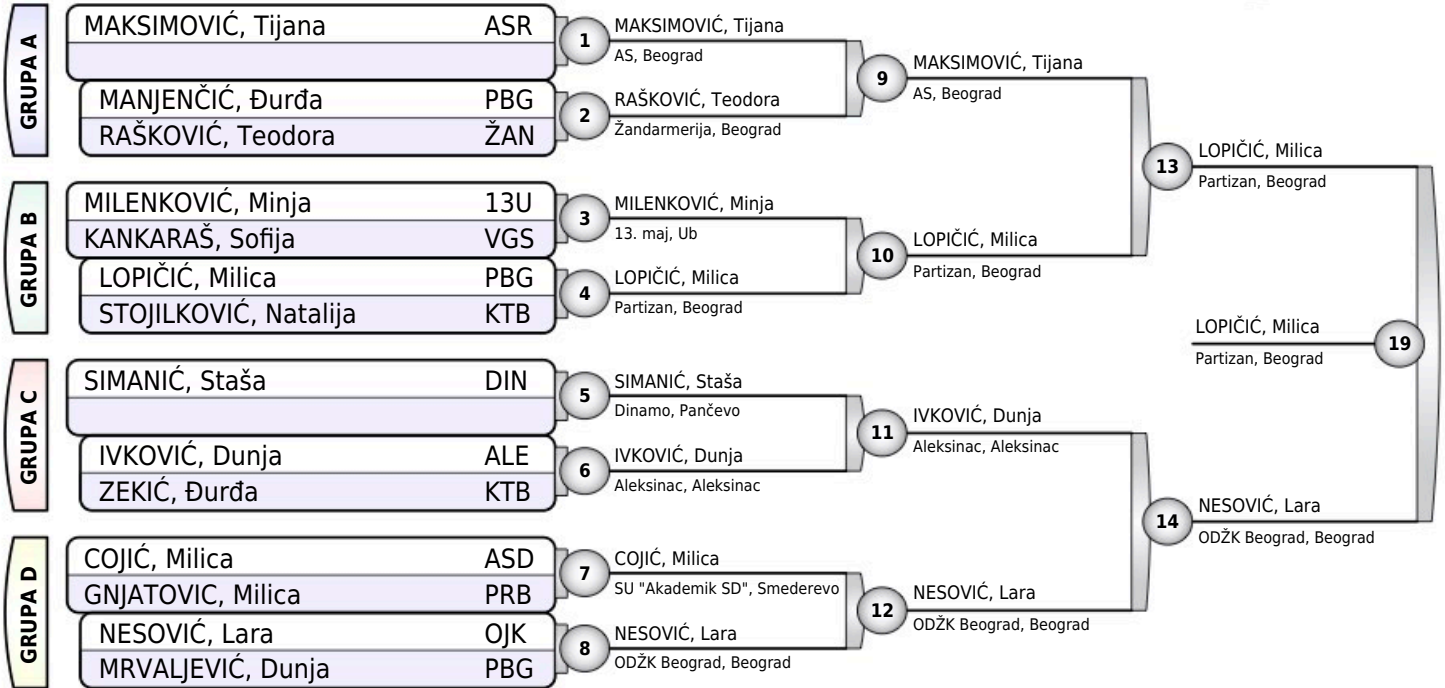 GRUPA A
MAKSIMOVIĆ, Tijana ASR
MANJENČIĆ, Đurđa PBG
RAŠKOVIĆ, Teodora ŽAN
GRUPA B
MILENKOVIĆ, Minja 13U
KANKARAŠ, Sofija VGS
LOPIČIĆ, Milica PBG
STOJILKOVIĆ, Natalija KTB
GRUPA C
SIMANIĆ, Staša DIN
IVKOVIĆ, Dunja ALE
ZEKIĆ, Đurđa KTB
GRUPA D
COJIĆ, Milica ASD
GNJATOVIC, Milica PRB
NESOVIĆ, Lara OJK
MRVALJEVIĆ, Dunja PBG
1
MAKSIMOVIĆ, Tijana
AS, Beograd
2
RAŠKOVIĆ, Teodora
Žandarmerija, Beograd
3
MILENKOVIĆ, Minja
13. maj, Ub
4
LOPIČIĆ, Milica
Partizan, Beograd
5
SIMANIĆ, Staša
Dinamo, Pančevo
6
IVKOVIĆ, Dunja
Aleksinac, Aleksinac
7
COJIĆ, Milica
SU "Akademik SD", Smederevo
8
NESOVIĆ, Lara
ODŽK Beograd, Beograd
9
MAKSIMOVIĆ, Tijana
AS, Beograd
10
LOPIČIĆ, Milica
Partizan, Beograd
11
IVKOVIĆ, Dunja
Aleksinac, Aleksinac
12
NESOVIĆ, Lara
ODŽK Beograd, Beograd
13
LOPIČIĆ, Milica
Partizan, Beograd
14
NESOVIĆ, Lara
ODŽK Beograd, Beograd
LOPIČIĆ, Milica
Partizan, Beograd
19